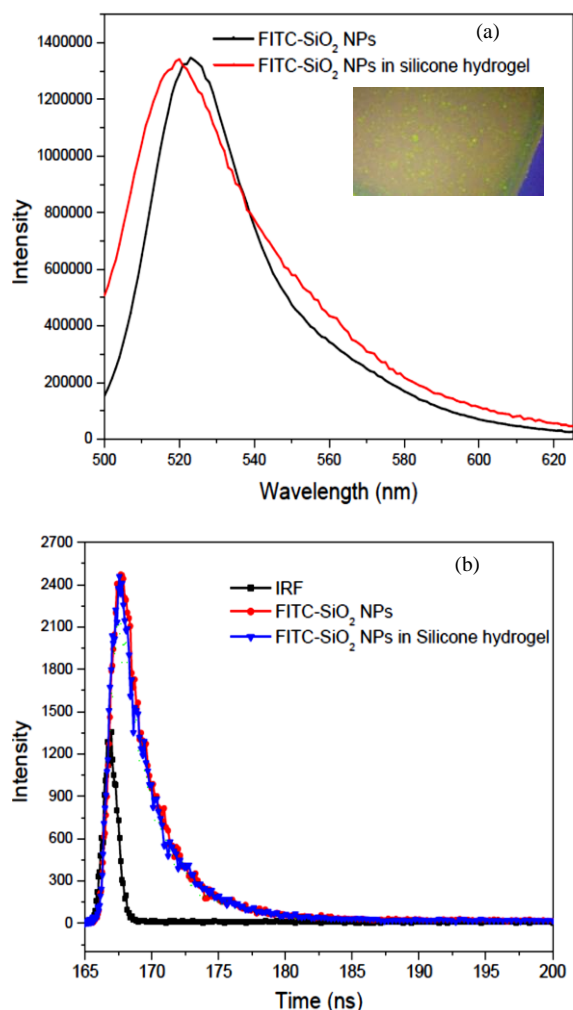 (a)
FITC-SiO₂ NPs
FITC-SiO₂ NPs in silicone hydrogel
1400000
1200000
1000000
800000
600000
400000
200000
0
Intensity
500 520 540 560 580 600 620
Wavelength (nm)
(b)
IRF
FITC-SiO₂ NPs
FITC-SiO₂ NPs in Silicone hydrogel
2700
2400
2100
1800
1500
1200
900
600
300
0
Intensity
165 170 175 180 185 190 195 200
Time (ns)